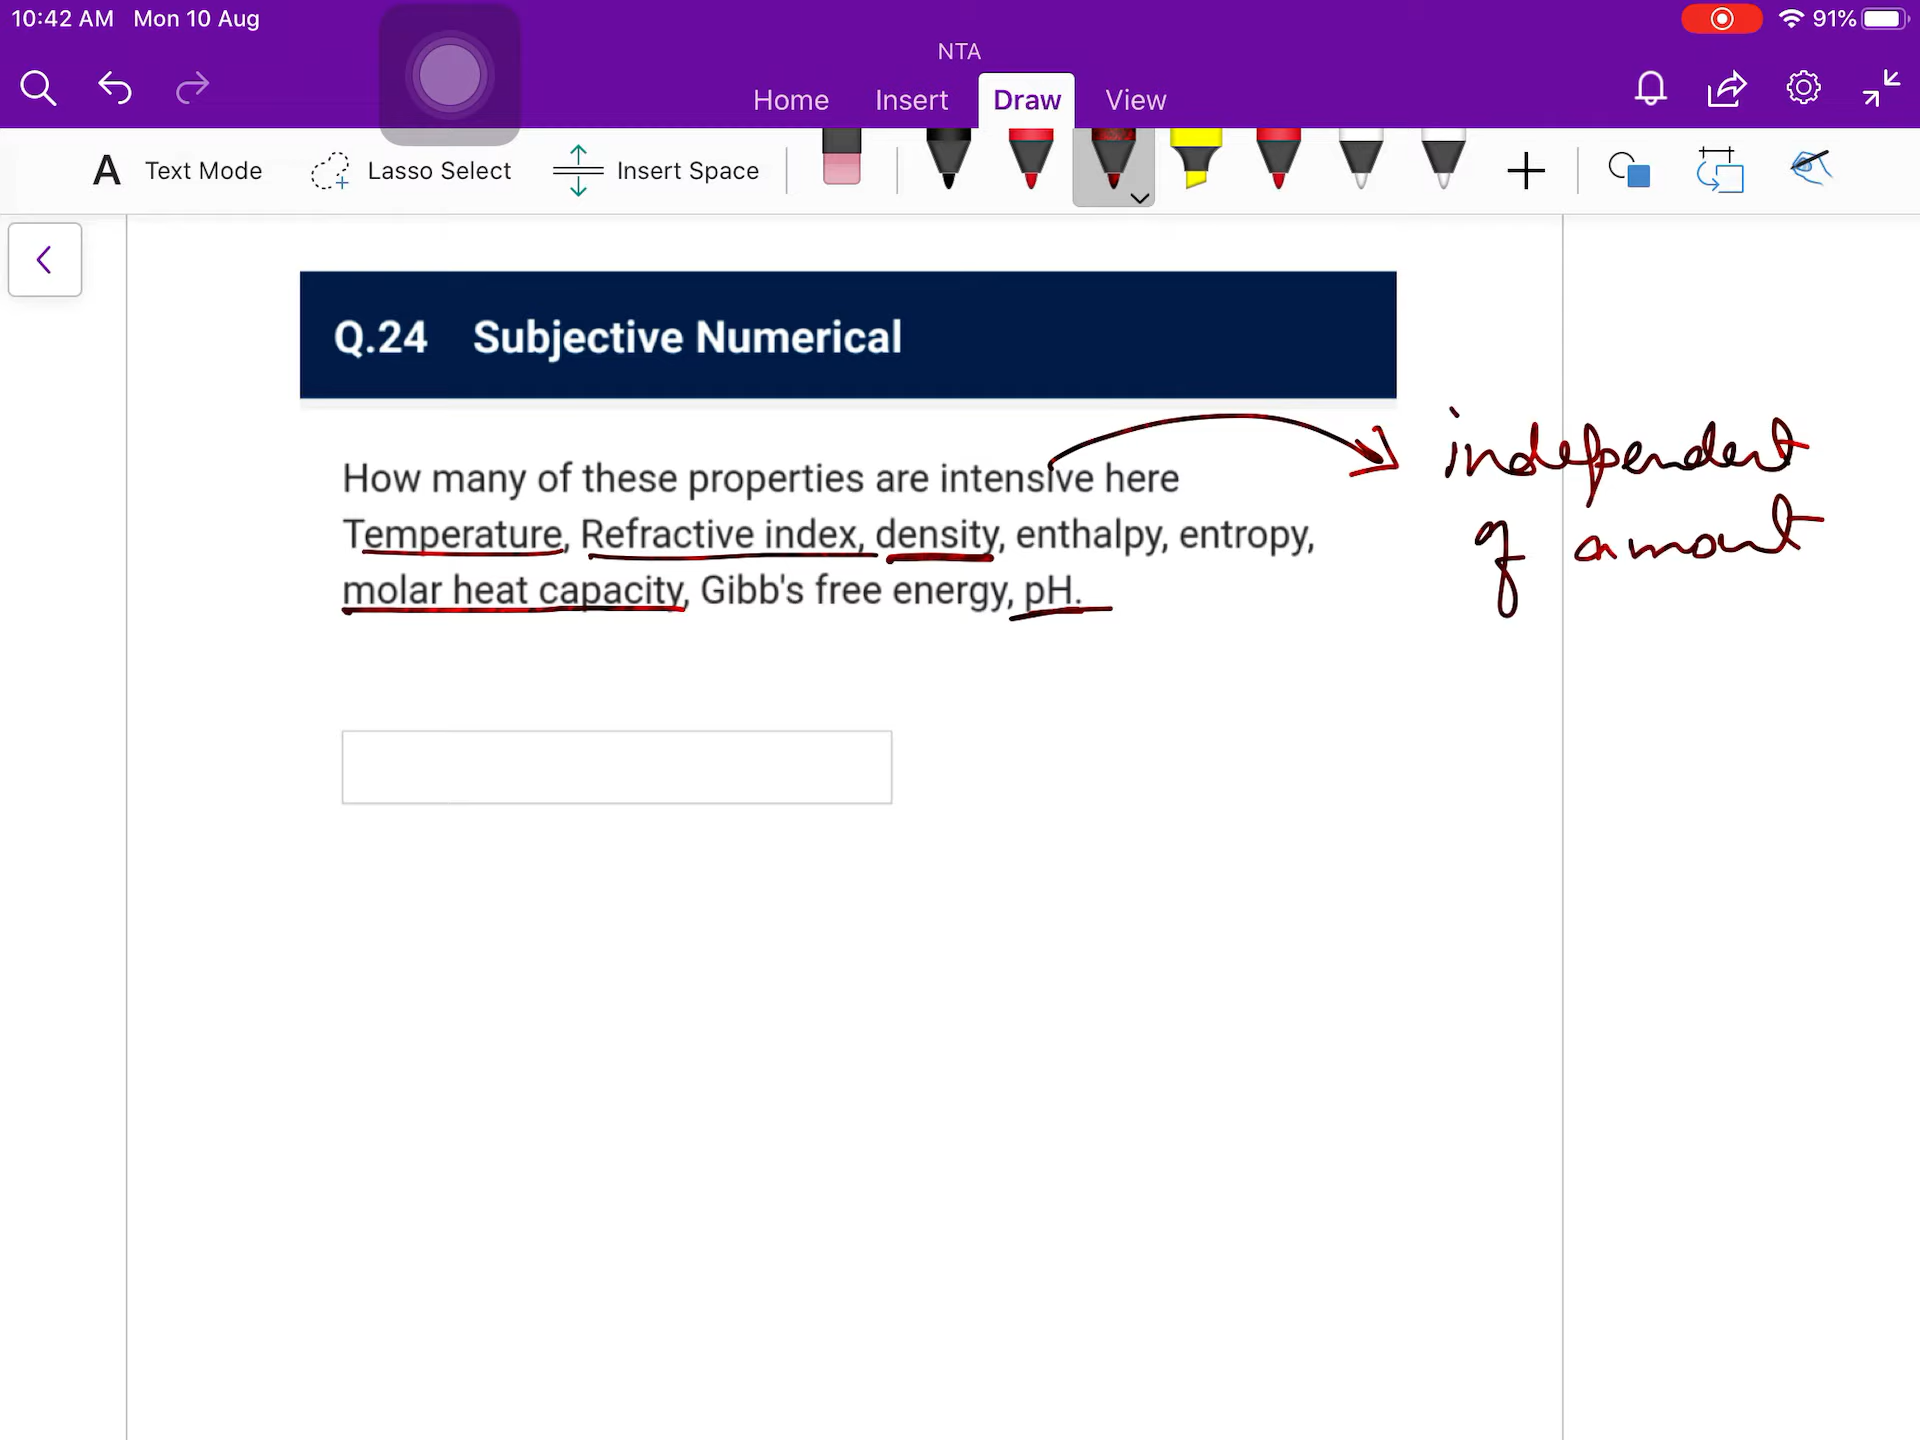 10:42 AM Mon 10 Aug
91%
NTA
Home Insert Draw View
A Text Mode Lasso Select Insert Space
Q.24 Subjective Numerical
How many of these properties are intensive here
Temperature, Refractive index, density, enthalpy, entropy,
molar heat capacity, Gibb's free energy, pH.
independent
of amount